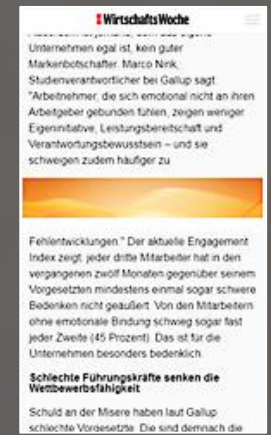 WirtschaftsWoche
Unternehmen egal ist, kein guter
Markenbotschafter. Marco Nink,
Studienverantwortlicher bei Gallup sagt:
"Arbeitnehmer, die sich emotional nicht an ihren
Arbeitgeber gebunden fühlen, zeigen weniger
Eigeninitiative, Leistungsbereitschaft und
Verantwortungsbewusstsein – und sie
schweigen zudem häufiger zu
Fehlentwicklungen." Der aktuelle Engagement
Index zeigt: jeder dritte Mitarbeiter hat in den
vergangenen zwölf Monaten gegenüber seinem
Vorgesetzten mindestens einmal sogar schwere
Bedenken nicht geäußert. Von den Mitarbeitern
ohne emotionale Bindung schwieg sogar fast
jeder Zweite (45 Prozent). Das ist für die
Unternehmen besonders bedenklich.
Schlechte Führungskräfte senken die
Wettbewerbsfähigkeit
Schuld an der Misere haben laut Gallup
schlechte Vorgesetzte. Die sind demnach die